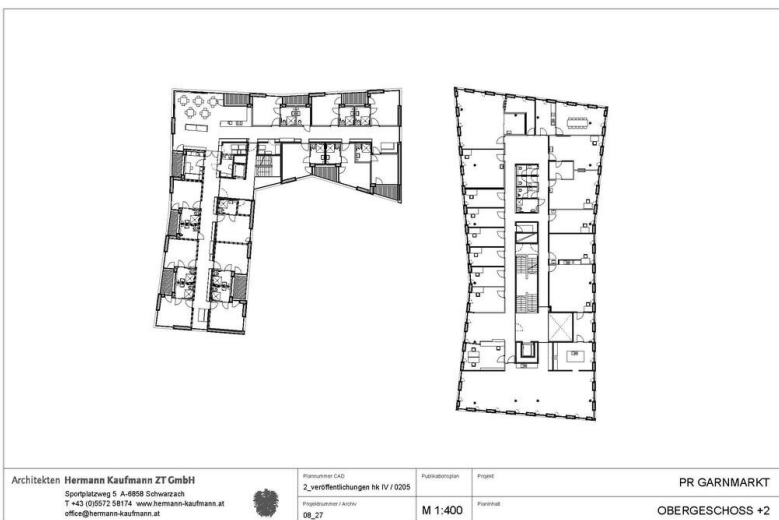 Architekten Hermann Kaufmann ZT GmbH
Sportplatzweg 5 A-6858 Schwarzach
T +43 (0)5572 58174 www.hermann-kaufmann.at
office@hermann-kaufmann.at
Plannummer CAD
2_veröffentlichungen hk IV / 0205
Projektnummer / Archiv
08_27
Publikationsplan
M 1:400
Projekt
PR GARNMARKT
Planinhalt
OBERGESCHOSS +2